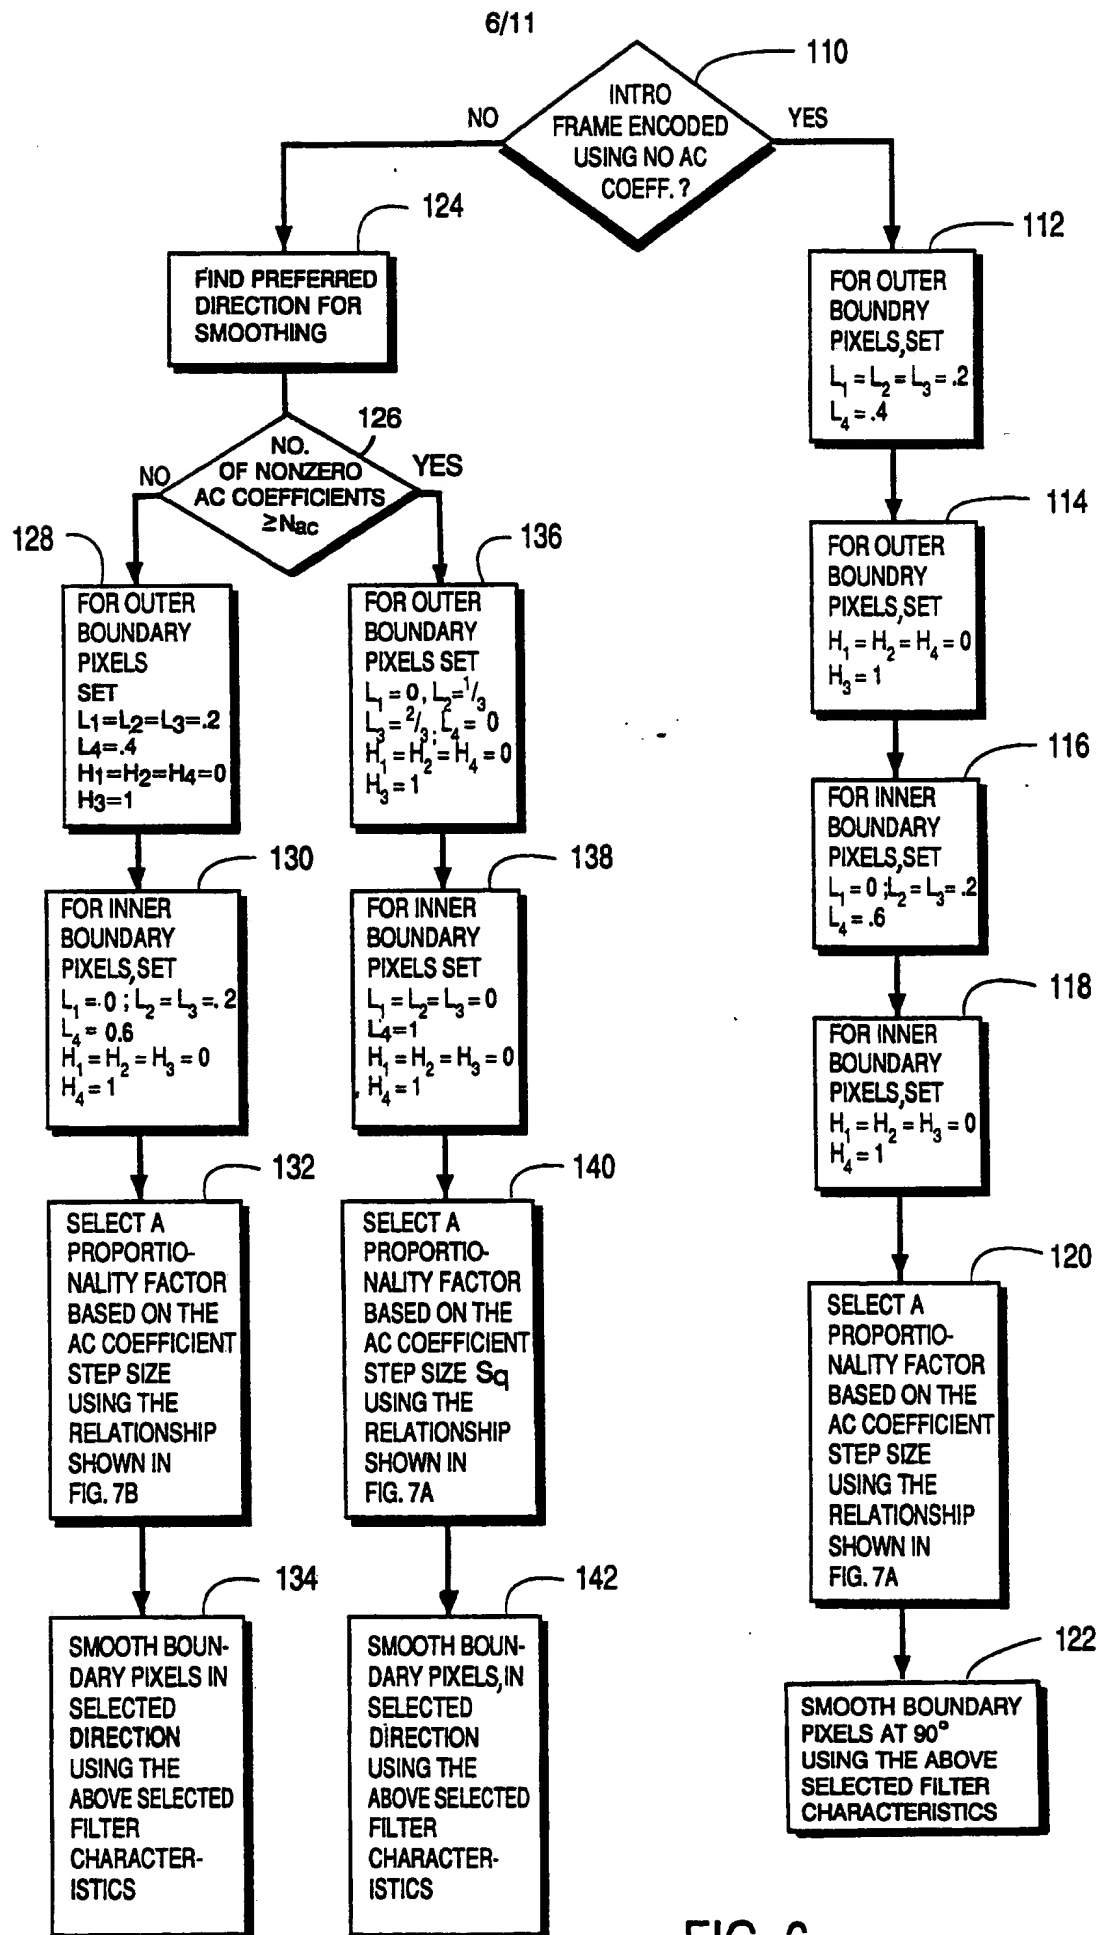 6/11
110
INTRO
FRAME ENCODED
USING NO AC
COEFF. ?
NO
YES
124
FIND PREFERRED
DIRECTION FOR
SMOOTHING
126
NO.
OF NONZERO
AC COEFFICIENTS
≥Nac
NO
YES
128
FOR OUTER
BOUNDARY
PIXELS
SET
L1=L2=L3=.2
L4=.4
H1=H2=H4=0
H3=1
130
FOR INNER
BOUNDARY
PIXELS,SET
L1=.0 ; L2 = L3 =. 2
L4= 0.6
H1 = H2 = H3 = 0
H4 = 1
132
SELECT A
PROPORTIO-
NALITY FACTOR
BASED ON THE
AC COEFFICIENT
STEP SIZE
USING THE
RELATIONSHIP
SHOWN IN
FIG. 7B
134
SMOOTH BOUN-
DARY PIXELS IN
SELECTED
DIRECTION
USING THE
ABOVE SELECTED
FILTER
CHARACTER-
ISTICS
136
FOR OUTER
BOUNDARY
PIXELS SET
L1 = 0, L2=1/3
L3 = 2/3; L4 = 0
H1 = H2 = H4 = 0
H3 = 1
138
FOR INNER
BOUNDARY
PIXELS SET
L1 = L2 = L3 = 0
L4=1
H1 = H2 = H3 = 0
H4 = 1
140
SELECT A
PROPORTIO-
NALITY FACTOR
BASED ON THE
AC COEFFICIENT
STEP SIZE Sq
USING THE
RELATIONSHIP
SHOWN IN
FIG. 7A
142
SMOOTH BOUN-
DARY PIXELS, IN
SELECTED
DIRECTION
USING THE
ABOVE SELECTED
FILTER
CHARACTER-
ISTICS
112
FOR OUTER
BOUNDRY
PIXELS,SET
L1 = L2 = L3 = .2
L4 = .4
114
FOR OUTER
BOUNDRY
PIXELS,SET
H1 = H2 = H4 = 0
H3 = 1
116
FOR INNER
BOUNDARY
PIXELS,SET
L1 = 0 ;L2 = L3 = .2
L4 = .6
118
FOR INNER
BOUNDARY
PIXELS,SET
H1 = H2 = H3 = 0
H4 = 1
120
SELECT A
PROPORTIO-
NALITY FACTOR
BASED ON THE
AC COEFFICIENT
STEP SIZE
USING THE
RELATIONSHIP
SHOWN IN
FIG. 7A
122
SMOOTH BOUNDARY
PIXELS AT 90°
USING THE ABOVE
SELECTED FILTER
CHARACTERISTICS
FIG. 6